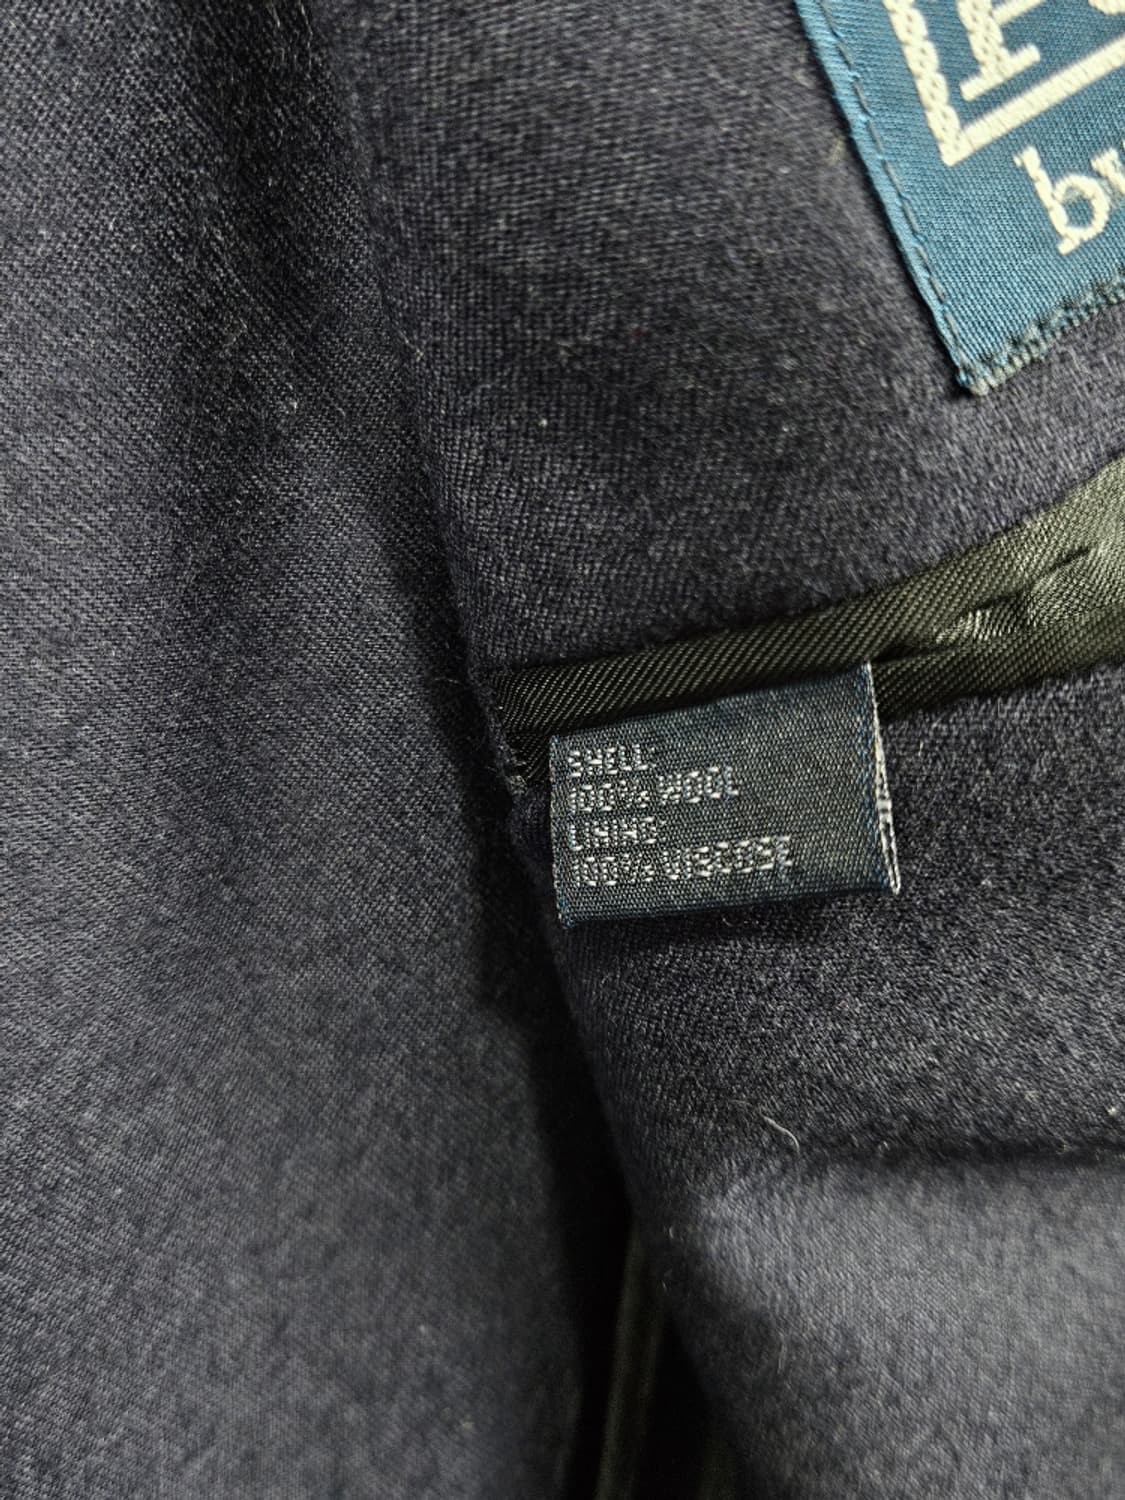 SHELL:
100% WOOL
LINING
100% VISCOSE